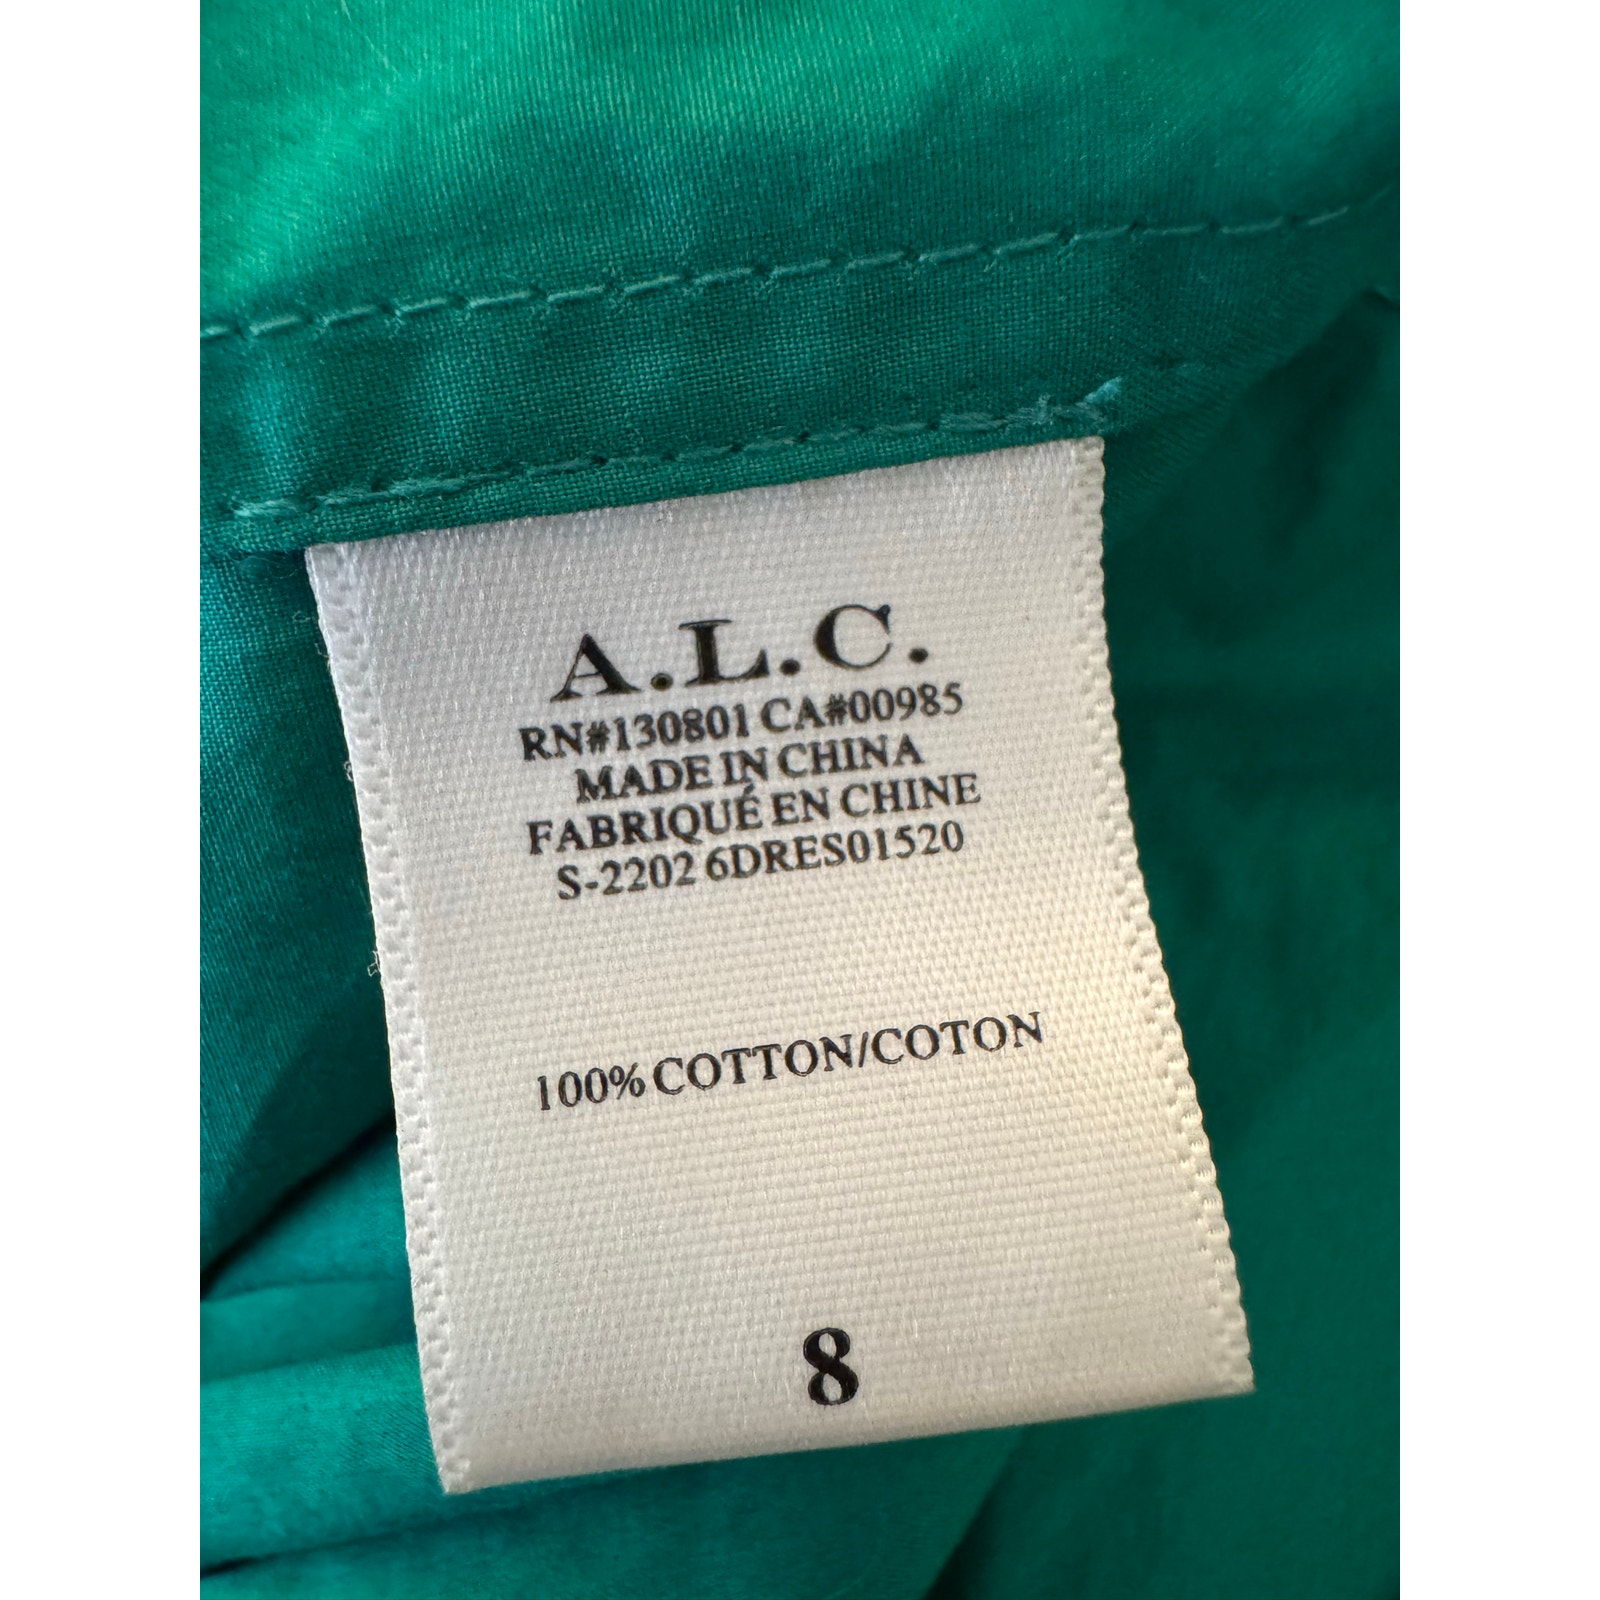 A.L.C.
RN#130801 CA#00985
MADE IN CHINA
FABRIQUÉ EN CHINE
S-2202 6DRES01520
100% COTTON/COTON
8